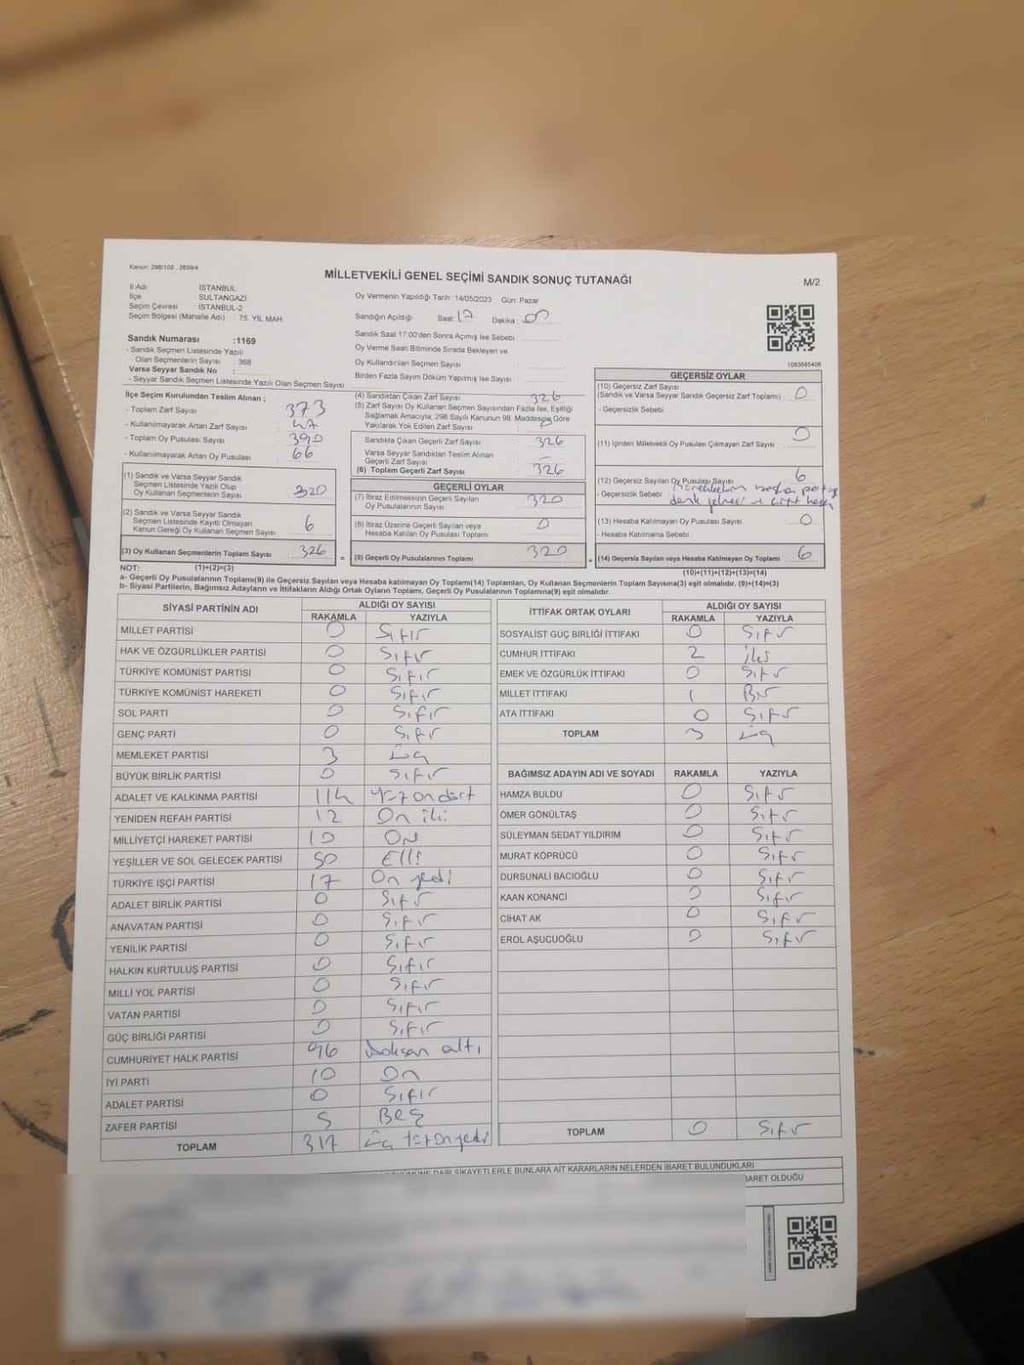 Kanun: 298/105 , 2839/4
MİLLETVEKİLİ GENEL SEÇİMİ SANDIK SONUÇ TUTANAĞI
M/2
İl Adı : İSTANBUL
İlçe : SULTANGAZİ
Seçim Çevresi : İSTANBUL-2
Seçim Bölgesi (Mahalle Adı) : 75. YIL MAH.
Oy Vermenin Yapıldığı Tarih: 14/05/2023 Gün: Pazar
Sandığın Açıldığı Saat: 17 Dakika: 00
Sandık Saat 17:00'den Sonra Açılmış İse Sebebi
Oy Verme Saati Bitiminde Sırada Bekleyen ve
Oy Kullandırılan Seçmen Sayısı
Birden Fazla Sayım Döküm Yapılmış İse Sayısı
Sandık Numarası :1169
- Sandık Seçmen Listesinde Yazılı
Olan Seçmenlerin Sayısı : 368
Varsa Seyyar Sandık No :
- Seyyar Sandık Seçmen Listesinde Yazılı Olan Seçmen Sayısı
1093645406
İlçe Seçim Kurulundan Teslim Alınan ;
- Toplam Zarf Sayısı 373
- Kullanılmayarak Artan Zarf Sayısı 47
- Toplam Oy Pusulası Sayısı 390
- Kullanılmayarak Artan Oy Pusulası 66
(1) Sandık ve Varsa Seyyar Sandık
Seçmen Listesinde Yazılı Olup
Oy Kullanan Seçmenlerin Sayısı 320
(2) Sandık ve Varsa Seyyar Sandık
Seçmen Listesinde Kayıtlı Olmayan
Kanun Gereği Oy Kullanan Seçmen Sayısı 6
(3) Oy Kullanan Seçmenlerin Toplam Sayısı 326
(4) Sandıktan Çıkan Zarf Sayısı 326
(5) Zarf Sayısı Oy Kullanan Seçmen Sayısından Fazla İse, Eşitliği
Sağlamak Amacıyla; 298 Sayılı Kanunun 98. Maddesine Göre
Yakılarak Yok Edilen Zarf Sayısı
Sandıkta Çıkan Geçerli Zarf Sayısı 326
Varsa Seyyar Sandıktan Teslim Alınan
Geçerli Zarf Sayısı –
(6) Toplam Geçerli Zarf Sayısı 326
GEÇERLİ OYLAR
(7) İtiraz Edilmeksizin Geçerli Sayılan
Oy Pusulalarının Toplamı 320
(8) İtiraz Üzerine Geçerli Sayılan veya
Hesaba Katılan Oy Pusulası Toplamı 0
(9) Geçerli Oy Pusulalarının Toplamı 320
GEÇERSİZ OYLAR
(10) Geçersiz Zarf Sayısı
(Sandık ve Varsa Seyyar Sandık Geçersiz Zarf Toplamı) 0
- Geçersizlik Sebebi
(11) İçinden Milletvekili Oy Pusulası Çıkmayan Zarf Sayısı 0
(12) Geçersiz Sayılan Oy Pusulası Sayısı 6
- Geçersizlik Sebebi
(13) Hesaba Katılmayan Oy Pusulası Sayısı 0
- Hesaba Katılmama Sebebi
(14) Geçersiz Sayılan veya Hesaba Katılmayan Oy Toplamı 6
NOT: (1)+(2)=(3)
(10)+(11)+(12)+(13)=(14)
a- Geçerli Oy Pusulalarının Toplamı(9) ile Geçersiz Sayılan veya Hesaba katılmayan Oy Toplamı(14) Toplamları, Oy Kullanan Seçmenlerin Toplam Sayısına(3) eşit olmalıdır. (9)+(14)=(3)
b- Siyasi Partilerin, Bağımsız Adayların ve İttifakların Aldığı Ortak Oyların Toplamı, Geçerli Oy Pusulalarının Toplamına(9) eşit olmalıdır.
SİYASİ PARTİNİN ADI ALDIĞI OY SAYISI
RAKAMLA YAZIYLA
MİLLET PARTİSİ 0 Sıfır
HAK VE ÖZGÜRLÜKLER PARTİSİ 0 Sıfır
TÜRKİYE KOMÜNİST PARTİSİ 0 Sıfır
TÜRKİYE KOMÜNİST HAREKETİ 0 Sıfır
SOL PARTİ 0 Sıfır
GENÇ PARTİ 0 Sıfır
MEMLEKET PARTİSİ 3 Üç
BÜYÜK BİRLİK PARTİSİ 0 Sıfır
ADALET VE KALKINMA PARTİSİ 114 Yüz on dört
YENİDEN REFAH PARTİSİ 12 On iki
MİLLİYETÇİ HAREKET PARTİSİ 10 ON
YEŞİLLER VE SOL GELECEK PARTİSİ 50 Elli
TÜRKİYE İŞÇİ PARTİSİ 17 On yedi
ADALET BİRLİK PARTİSİ 0 Sıfır
ANAVATAN PARTİSİ 0 Sıfır
YENİLİK PARTİSİ 0 Sıfır
HALKIN KURTULUŞ PARTİSİ 0 Sıfır
MİLLİ YOL PARTİSİ 0 Sıfır
VATAN PARTİSİ 0 Sıfır
GÜÇ BİRLİĞİ PARTİSİ 0 Sıfır
CUMHURİYET HALK PARTİSİ 96 Doksan altı
İYİ PARTİ 10 On
ADALET PARTİSİ 0 Sıfır
ZAFER PARTİSİ 5 BEŞ
TOPLAM 317 Üç yüz on yedi
İTTİFAK ORTAK OYLARI ALDIĞI OY SAYISI
RAKAMLA YAZIYLA
SOSYALİST GÜÇ BİRLİĞİ İTTİFAKI 0 Sıfır
CUMHUR İTTİFAKI 2 İki
EMEK VE ÖZGÜRLÜK İTTİFAKI 0 Sıfır
MİLLET İTTİFAKI 1 Bir
ATA İTTİFAKI 0 Sıfır
TOPLAM 3 Üç
BAĞIMSIZ ADAYIN ADI VE SOYADI RAKAMLA YAZIYLA
HAMZA BULDU 0 Sıfır
ÖMER GÖNÜLTAŞ 0 Sıfır
SÜLEYMAN SEDAT YILDIRIM 0 Sıfır
MURAT KÖPRÜCÜ 0 Sıfır
DURSUNALİ BACIOĞLU 0 Sıfır
KAAN KONANCİ 0 Sıfır
CİHAT AK 0 Sıfır
EROL AŞUCUOĞLU 0 Sıfır
TOPLAM 0 Sıfır
DAİR ŞİKAYETLERLE BUNLARA AİT KARARLARIN NELERDEN İBARET BULUNDUKLARI
İBARET OLDUĞU